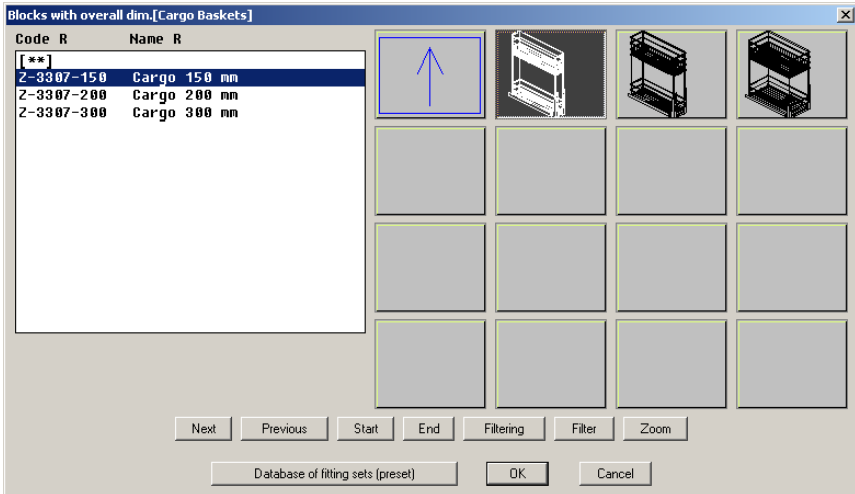 Blocks with overall dim.[Cargo Baskets]
Code R Name R
[**]
Z-3307-150 Cargo 150 mm
Z-3307-200 Cargo 200 mm
Z-3307-300 Cargo 300 mm
Next Previous Start End Filtering Filter Zoom
Database of fitting sets (preset) OK Cancel